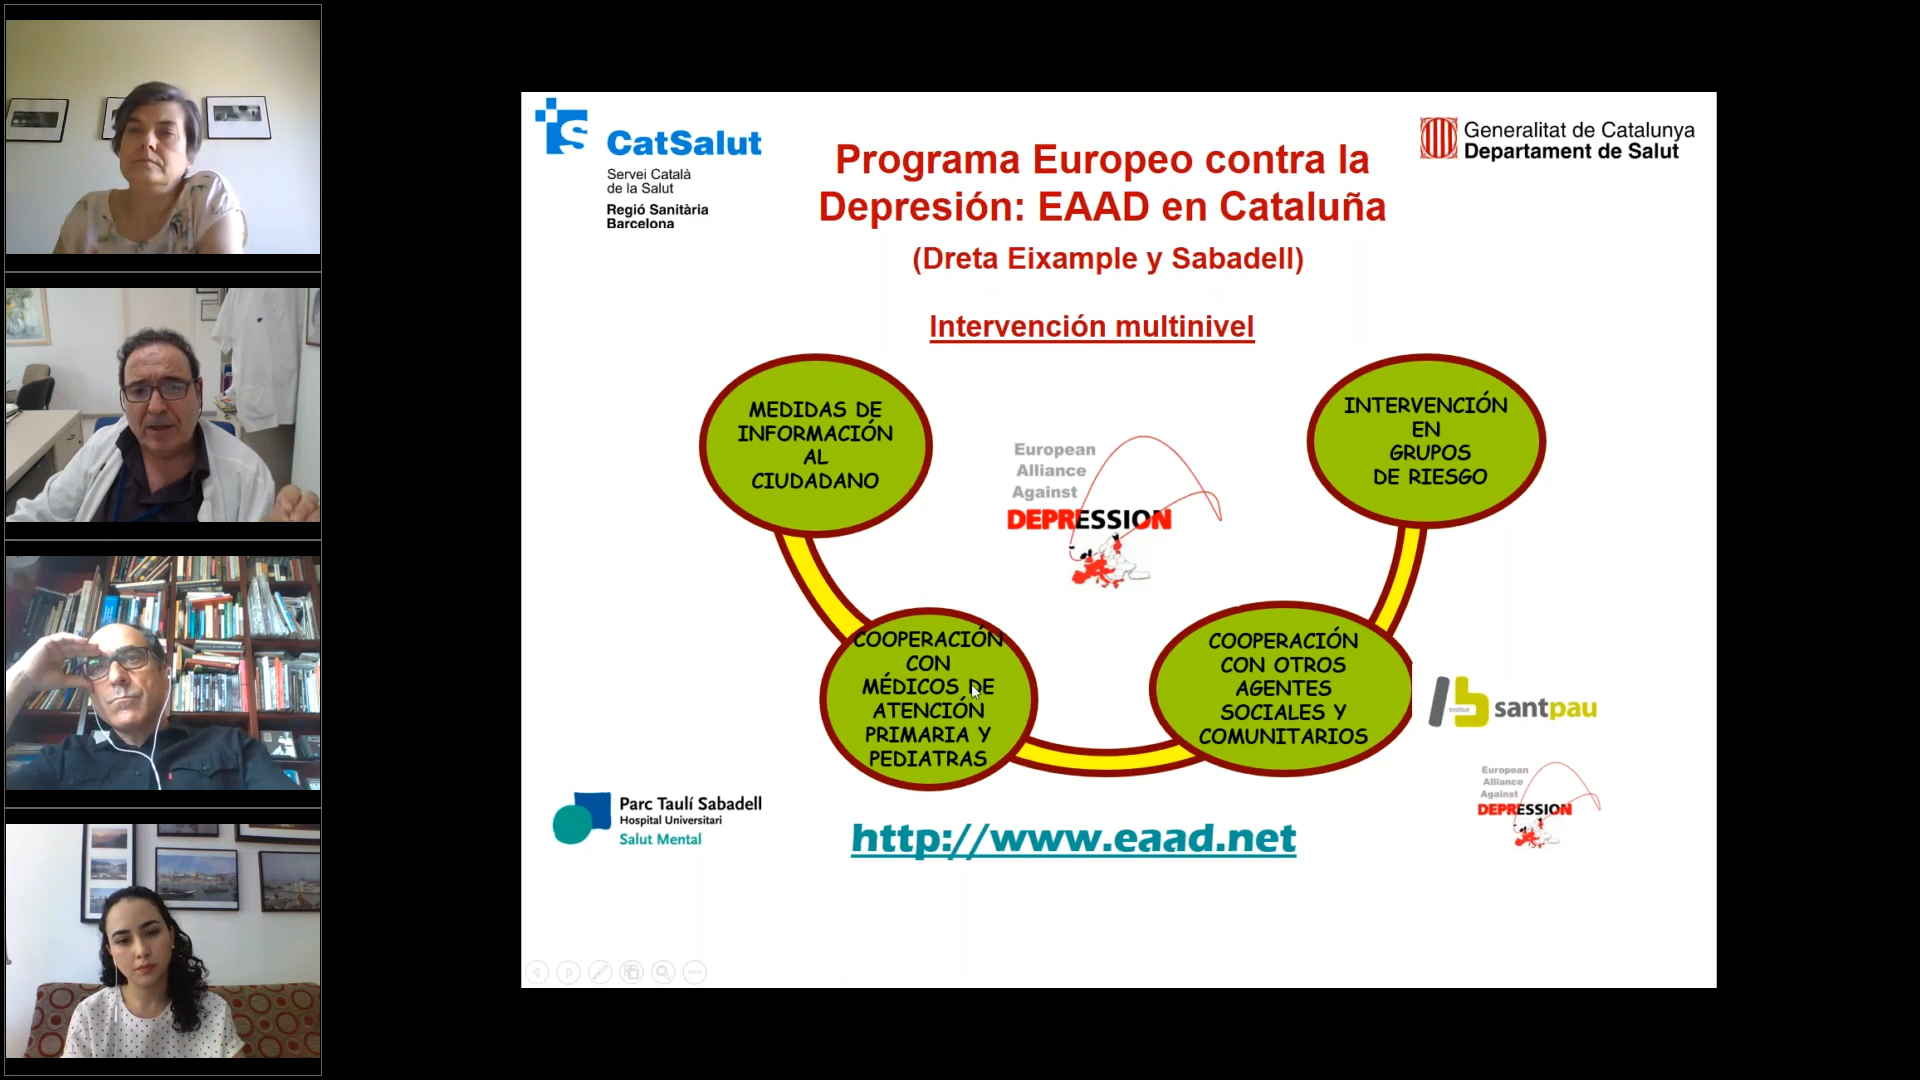 CatSalut
Servei Català
de la Salut
Regió Sanitària
Barcelona
Programa Europeo contra la
Depresión: EAAD en Cataluña
(Dreta Eixample y Sabadell)
Generalitat de Catalunya
Departament de Salut
Intervención multinivel
MEDIDAS DE
INFORMACIÓN
AL
CIUDADANO
European
Alliance
Against
DEPRESSION
INTERVENCIÓN
EN
GRUPOS
DE RIESGO
COOPERACIÓN
CON
MÉDICOS DE
ATENCIÓN
PRIMARIA Y
PEDIATRAS
COOPERACIÓN
CON OTROS
AGENTES
SOCIALES Y
COMUNITARIOS
institut
santpau
European
Alliance
Against
DEPRESSION
Parc Taulí Sabadell
Hospital Universitari
Salut Mental
http://www.eaad.net